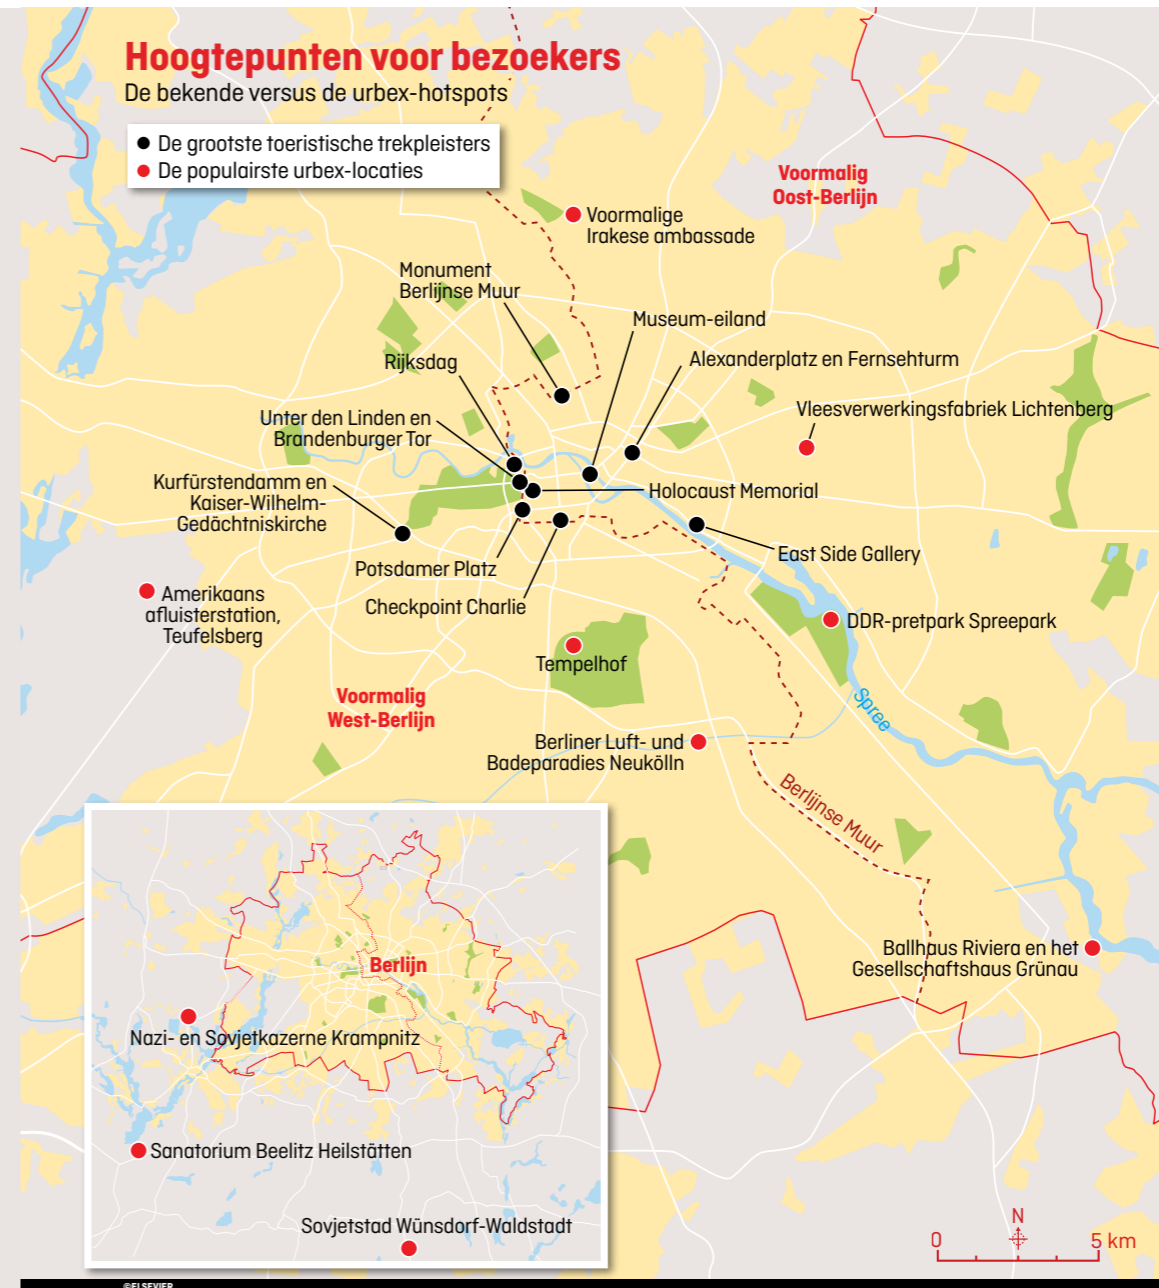 Hoogtepunten voor bezoekers
De bekende versus de urbex-hotspots
De grootste toeristische trekpleisters
De populairste urbex-locaties
Voormalig
Oost-Berlijn
Voormalige
Irakese ambassade
Monument
Berlijnse Muur
Museum-eiland
Rijksdag
Alexanderplatz en Fernsehturm
Vleesverwerkingsfabriek Lichtenberg
Unter den Linden en
Brandenburger Tor
Kurfürstendamm en
Kaiser-Wilhelm-
Gedächtniskirche
Holocaust Memorial
East Side Gallery
Potsdamer Platz
Checkpoint Charlie
Amerikaans
afluisterstation,
Teufelsberg
DDR-pretpark Spreepark
Tempelhof
Voormalig
West-Berlijn
Spree
Berliner Luft- und
Badeparadies Neukölln
Berlijnse Muur
Ballhaus Riviera en het
Gesellschaftshaus Grünau
Berlijn
Nazi- en Sovjetkazerne Krampnitz
Sanatorium Beelitz Heilstätten
Sovjetstad Wünsdorf-Waldstadt
N
0 5 km
©ELSEVIER